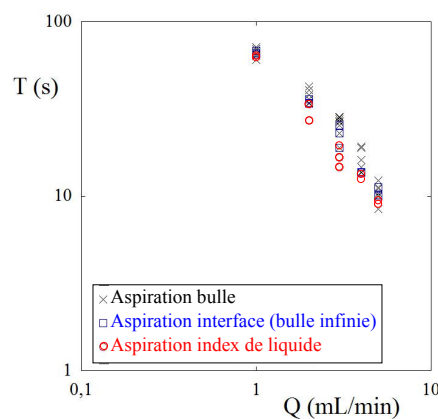 100
T (s)
10
× Aspiration bulle
□ Aspiration interface (bulle infinie)
○ Aspiration index de liquide
1
0,1
1
10
Q (mL/min)